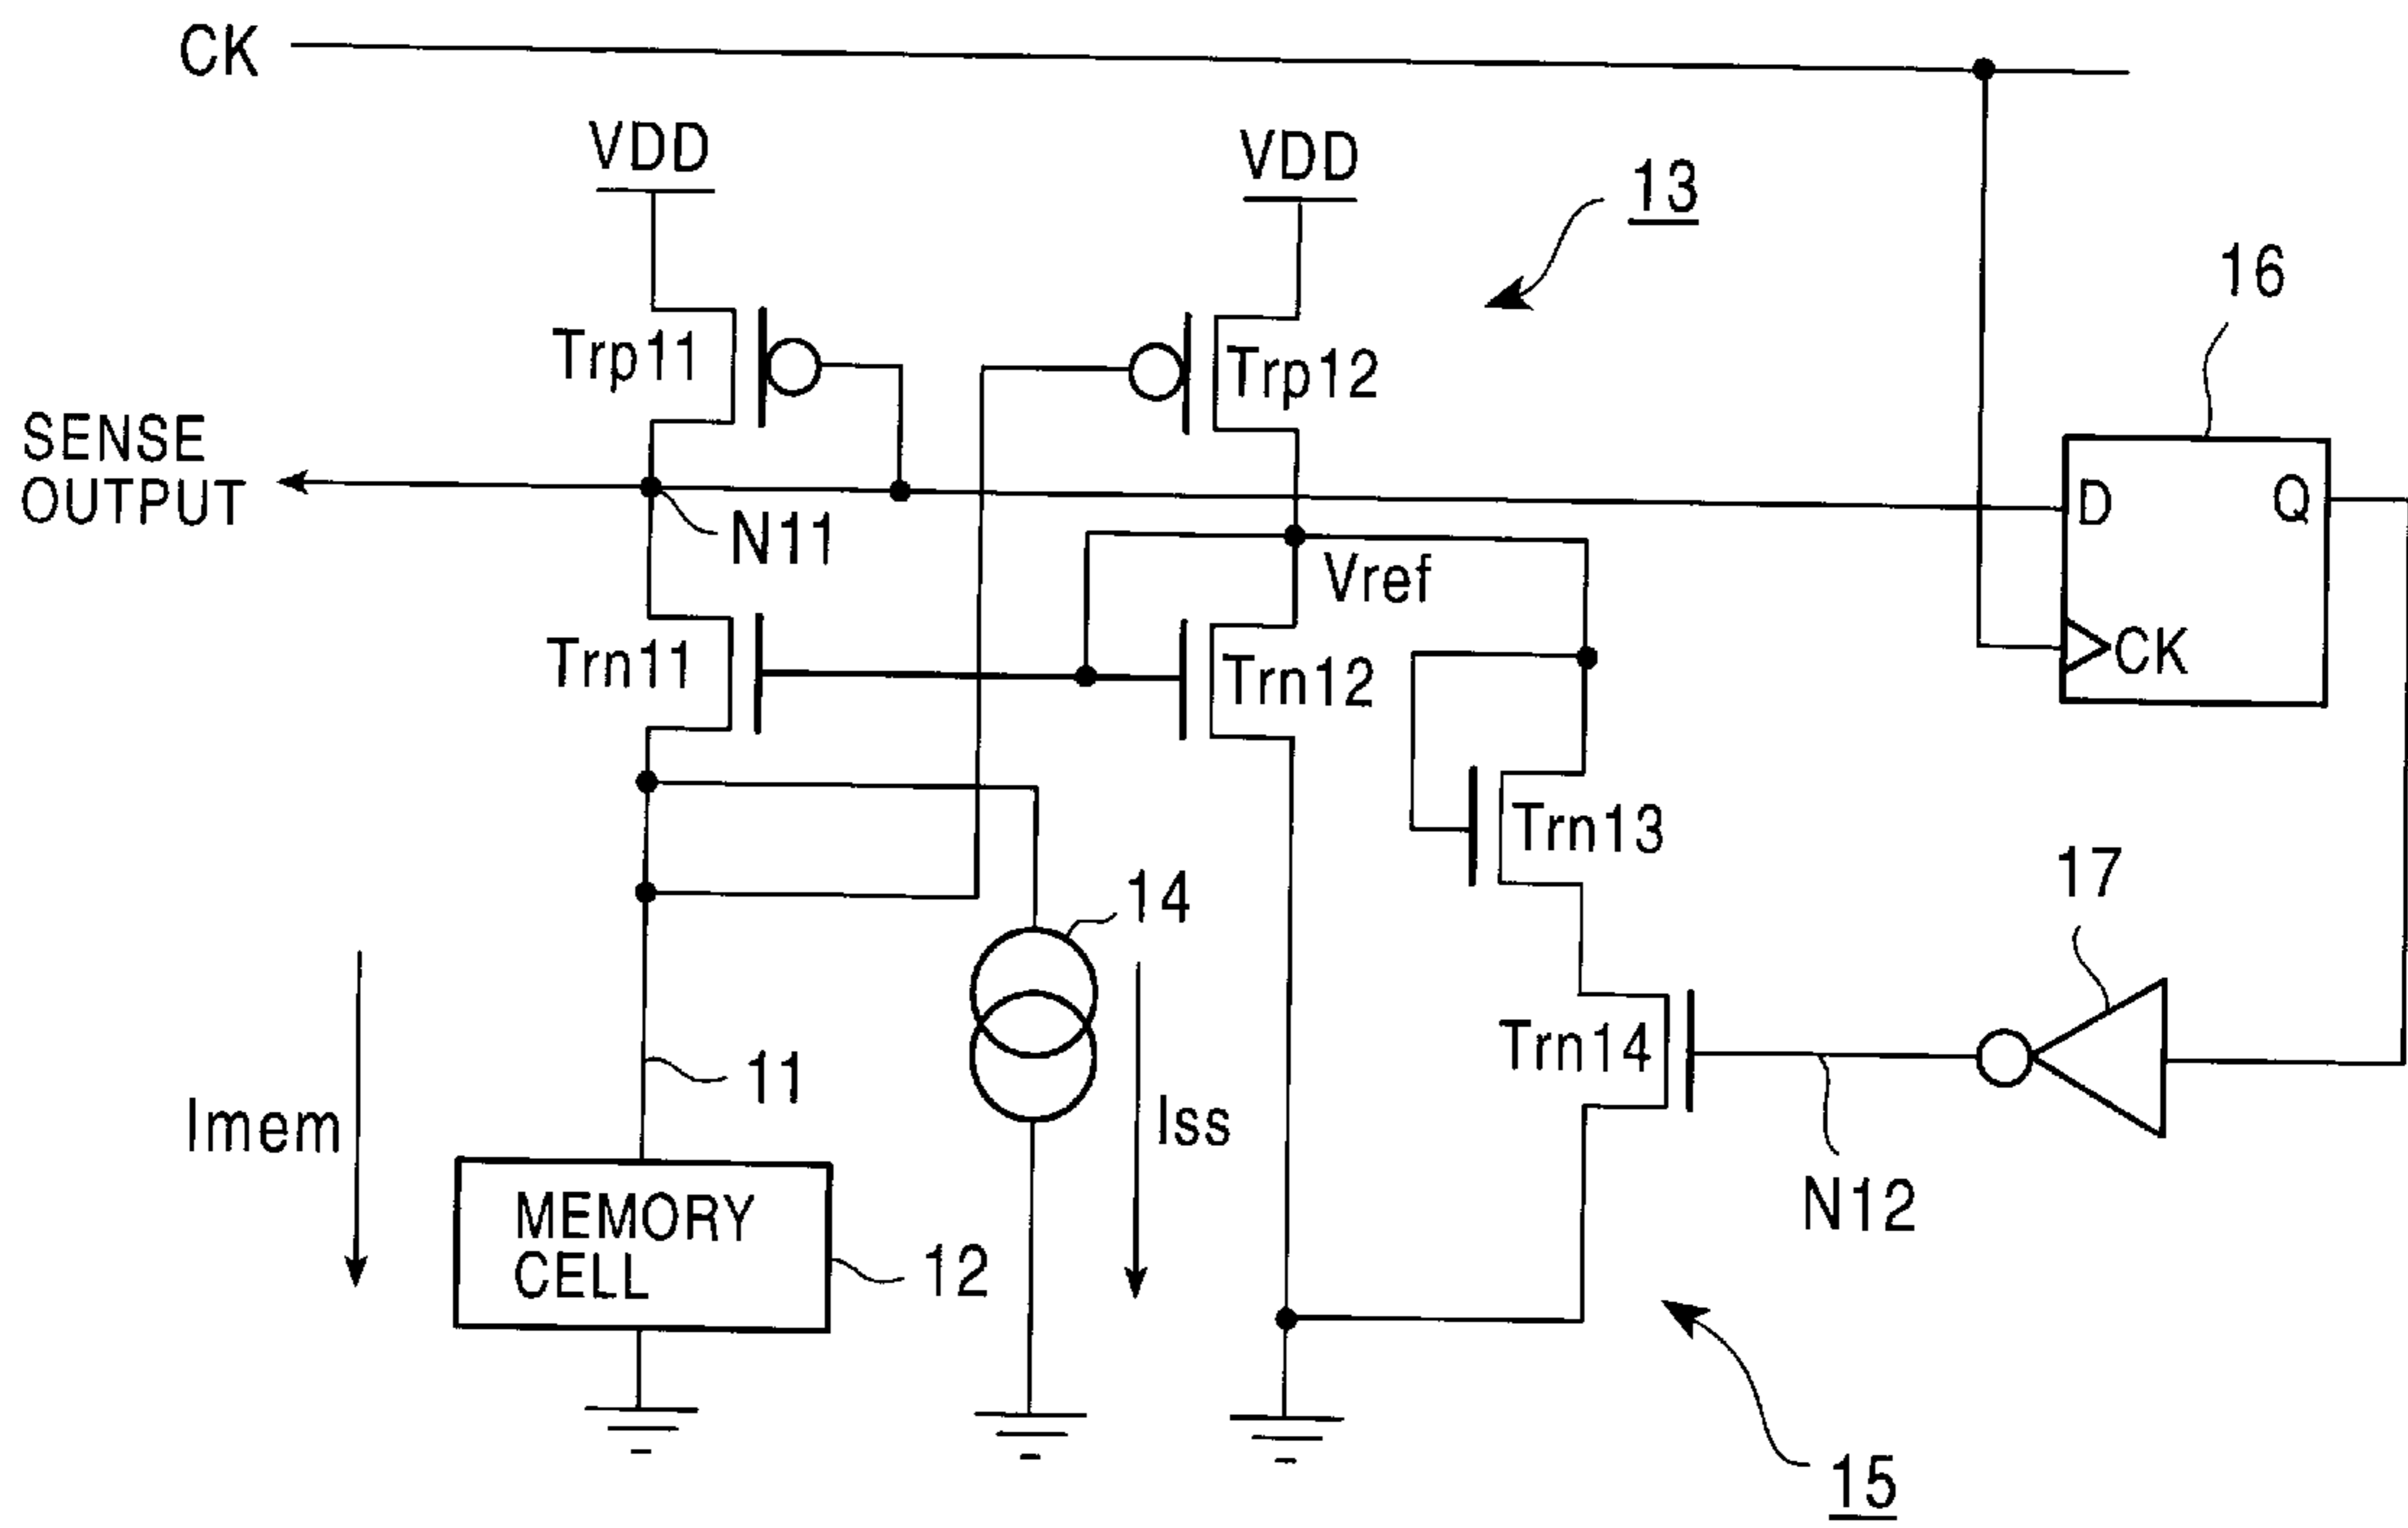 CK
VDD
VDD
13
16
Trp11
Trp12
SENSE
OUTPUT
D
Q
N11
Vref
CK
Trn11
Trn12
Trn13
17
14
Trn14
11
Imem
Iss
N12
MEMORY
CELL
12
15